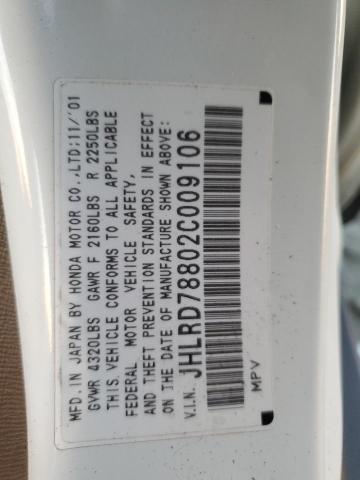 MFD.IN JAPAN BY HONDA MOTOR CO.,LTD;11/'01
GVWR 4320LBS GAWR F 2160LBS R 2250LBS
THIS VEHICLE CONFORMS TO ALL APPLICABLE
FEDERAL MOTOR VEHICLE SAFETY,
AND THEFT PREVENTION STANDARDS IN EFFECT
ON THE DATE OF MANUFACTURE SHOWN ABOVE.
V.I.N. JHLRD78802C009106
MPV